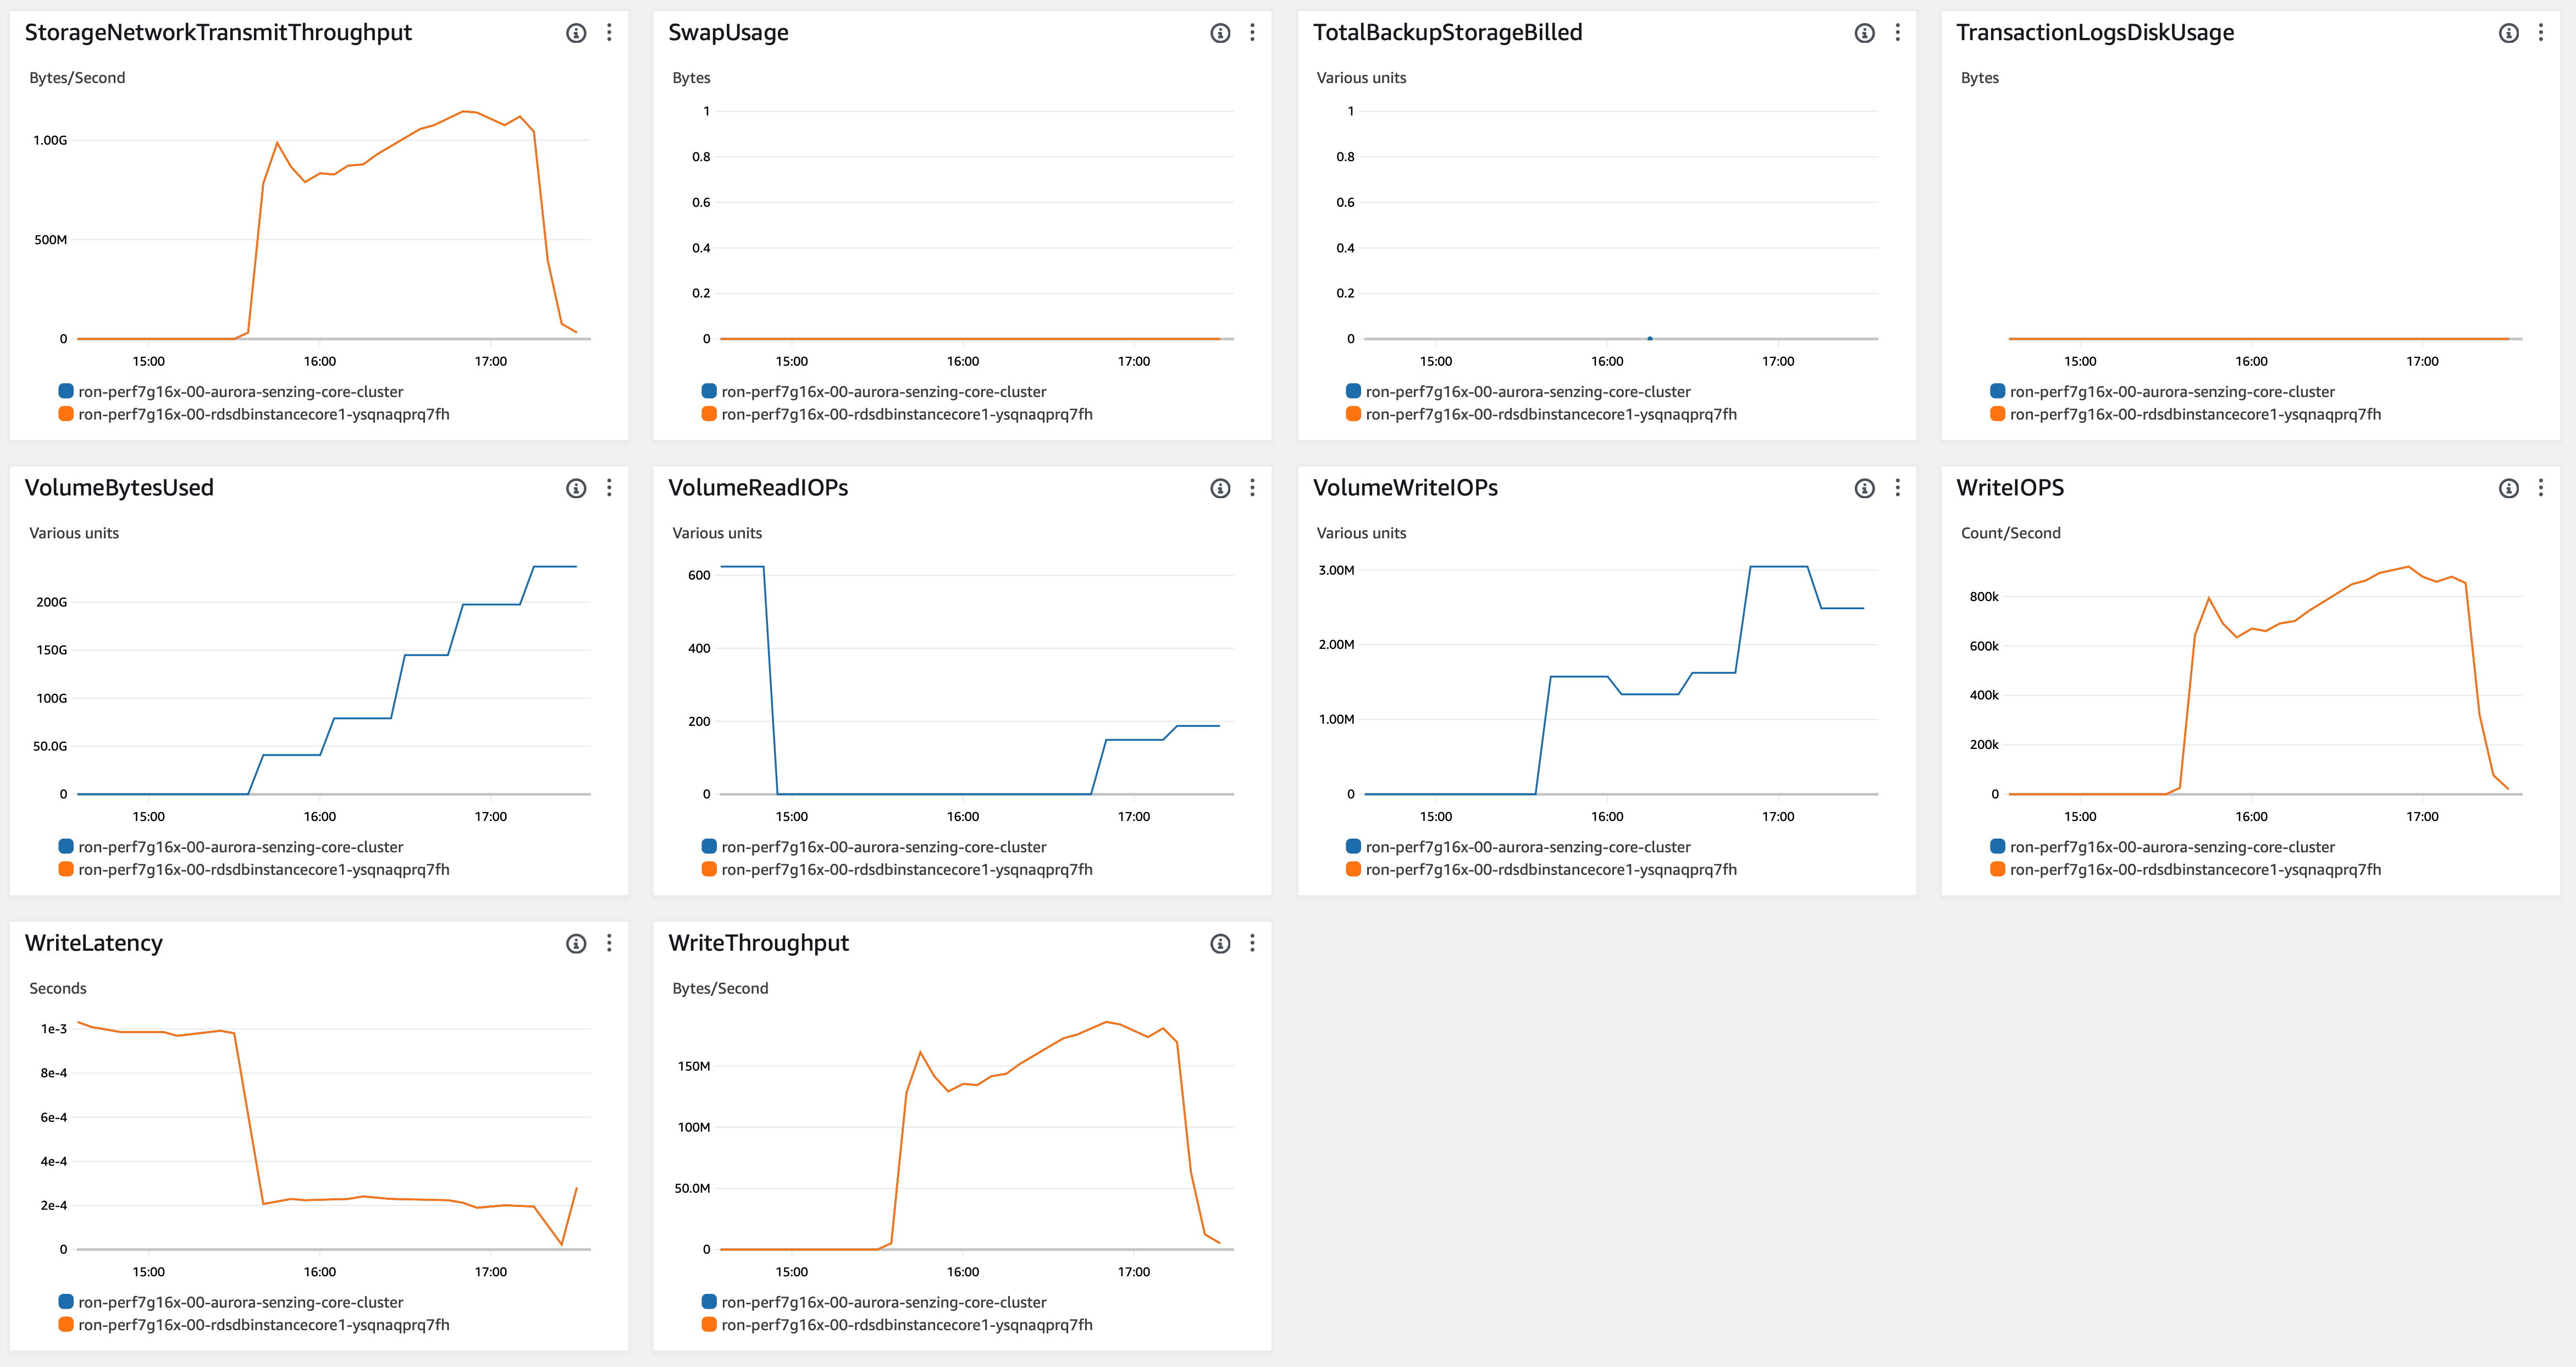 StorageNetworkTransmitThroughput
Bytes/Second
1.00G
500M
0
15:00 16:00 17:00
ron-perf7g16x-00-aurora-senzing-core-cluster
ron-perf7g16x-00-rdsdbinstancecore1-ysqnaqprq7fh
SwapUsage
Bytes
1
0.8
0.6
0.4
0.2
0
15:00 16:00 17:00
ron-perf7g16x-00-aurora-senzing-core-cluster
ron-perf7g16x-00-rdsdbinstancecore1-ysqnaqprq7fh
TotalBackupStorageBilled
Various units
1
0.8
0.6
0.4
0.2
0
15:00 16:00 17:00
ron-perf7g16x-00-aurora-senzing-core-cluster
ron-perf7g16x-00-rdsdbinstancecore1-ysqnaqprq7fh
TransactionLogsDiskUsage
Bytes
15:00 16:00 17:00
ron-perf7g16x-00-aurora-senzing-core-cluster
ron-perf7g16x-00-rdsdbinstancecore1-ysqnaqprq7fh
VolumeBytesUsed
Various units
200G
150G
100G
50.0G
0
15:00 16:00 17:00
ron-perf7g16x-00-aurora-senzing-core-cluster
ron-perf7g16x-00-rdsdbinstancecore1-ysqnaqprq7fh
VolumeReadIOPs
Various units
600
400
200
0
15:00 16:00 17:00
ron-perf7g16x-00-aurora-senzing-core-cluster
ron-perf7g16x-00-rdsdbinstancecore1-ysqnaqprq7fh
VolumeWriteIOPs
Various units
3.00M
2.00M
1.00M
0
15:00 16:00 17:00
ron-perf7g16x-00-aurora-senzing-core-cluster
ron-perf7g16x-00-rdsdbinstancecore1-ysqnaqprq7fh
WriteIOPS
Count/Second
800k
600k
400k
200k
0
15:00 16:00 17:00
ron-perf7g16x-00-aurora-senzing-core-cluster
ron-perf7g16x-00-rdsdbinstancecore1-ysqnaqprq7fh
WriteLatency
Seconds
1e-3
8e-4
6e-4
4e-4
2e-4
0
15:00 16:00 17:00
ron-perf7g16x-00-aurora-senzing-core-cluster
ron-perf7g16x-00-rdsdbinstancecore1-ysqnaqprq7fh
WriteThroughput
Bytes/Second
150M
100M
50.0M
0
15:00 16:00 17:00
ron-perf7g16x-00-aurora-senzing-core-cluster
ron-perf7g16x-00-rdsdbinstancecore1-ysqnaqprq7fh